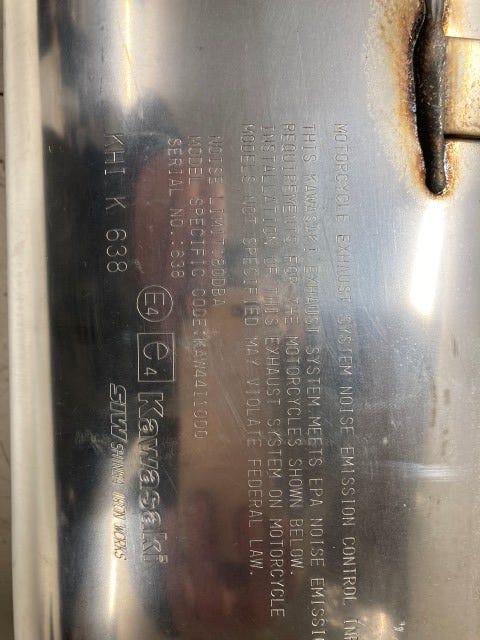 MOTORCYCLE EXHAUST SYSTEM NOISE EMISSION CONTROL
THIS KAWASAKI EXHAUST SYSTEM MEETS EPA NOISE EMISSIO
REQUIREMENTS FOR THE MOTORCYCLES SHOWN BELOW.
INSTALLATION OF THIS EXHAUST SYSTEM ON MOTORCYCLE
MODELS NOT SPECIFIED MAY VIOLATE FEDERAL LAW.
NOISE LIMIT:80DBA
MODEL SPECIFIC CODE:
SERIAL NO.:638
KHI K 638
E4 e4 Kawasaki
WORKS